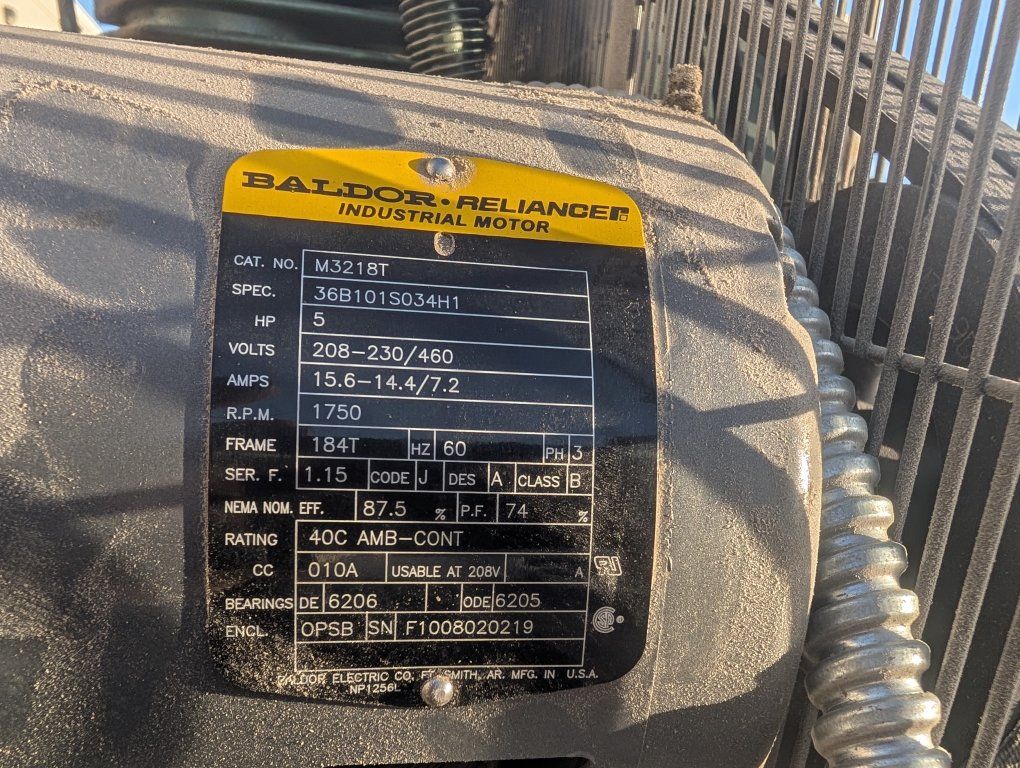 BALDOR • RELIANCER
INDUSTRIAL MOTOR
CAT. NO. M3218T
SPEC. 36B101S034H1
HP 5
VOLTS 208-230/460
AMPS 15.6-14.4/7.2
R.P.M. 1750
FRAME 184T HZ 60 PH 3
SER. F. 1.15 CODE J DES A CLASS B
NEMA NOM. EFF. 87.5 % P.F. 74 %
RATING 40C AMB-CONT
CC 010A USABLE AT 208V A
BEARINGS DE 6206 ODE 6205
ENCL. OPSB SN F1008020219
BALDOR ELECTRIC CO. FT. SMITH, AR. MFG. IN U.S.A.
NP1256L